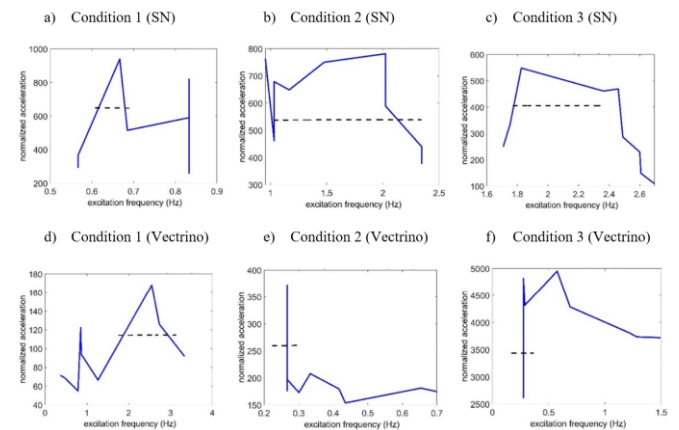 a) Condition 1 (SN)
b) Condition 2 (SN)
c) Condition 3 (SN)
normalized acceleration
1000
800
600
400
200
0.5 0.6 0.7 0.8 0.9
excitation frequency (Hz)
normalized acceleration
800
700
600
500
400
300
1 1.5 2 2.5
excitation frequency (Hz)
normalized acceleration
600
500
400
300
200
100
1.6 1.8 2 2.2 2.4 2.6
excitation frequency (Hz)
d) Condition 1 (Vectrino)
e) Condition 2 (Vectrino)
f) Condition 3 (Vectrino)
normalized acceleration
180
160
140
120
100
80
60
40
0 1 2 3 4
excitation frequency (Hz)
normalized acceleration
400
350
300
250
200
150
0.2 0.3 0.4 0.5 0.6 0.7
excitation frequency (Hz)
normalized acceleration
5000
4500
4000
3500
3000
2500
0 0.5 1 1.5
excitation frequency (Hz)